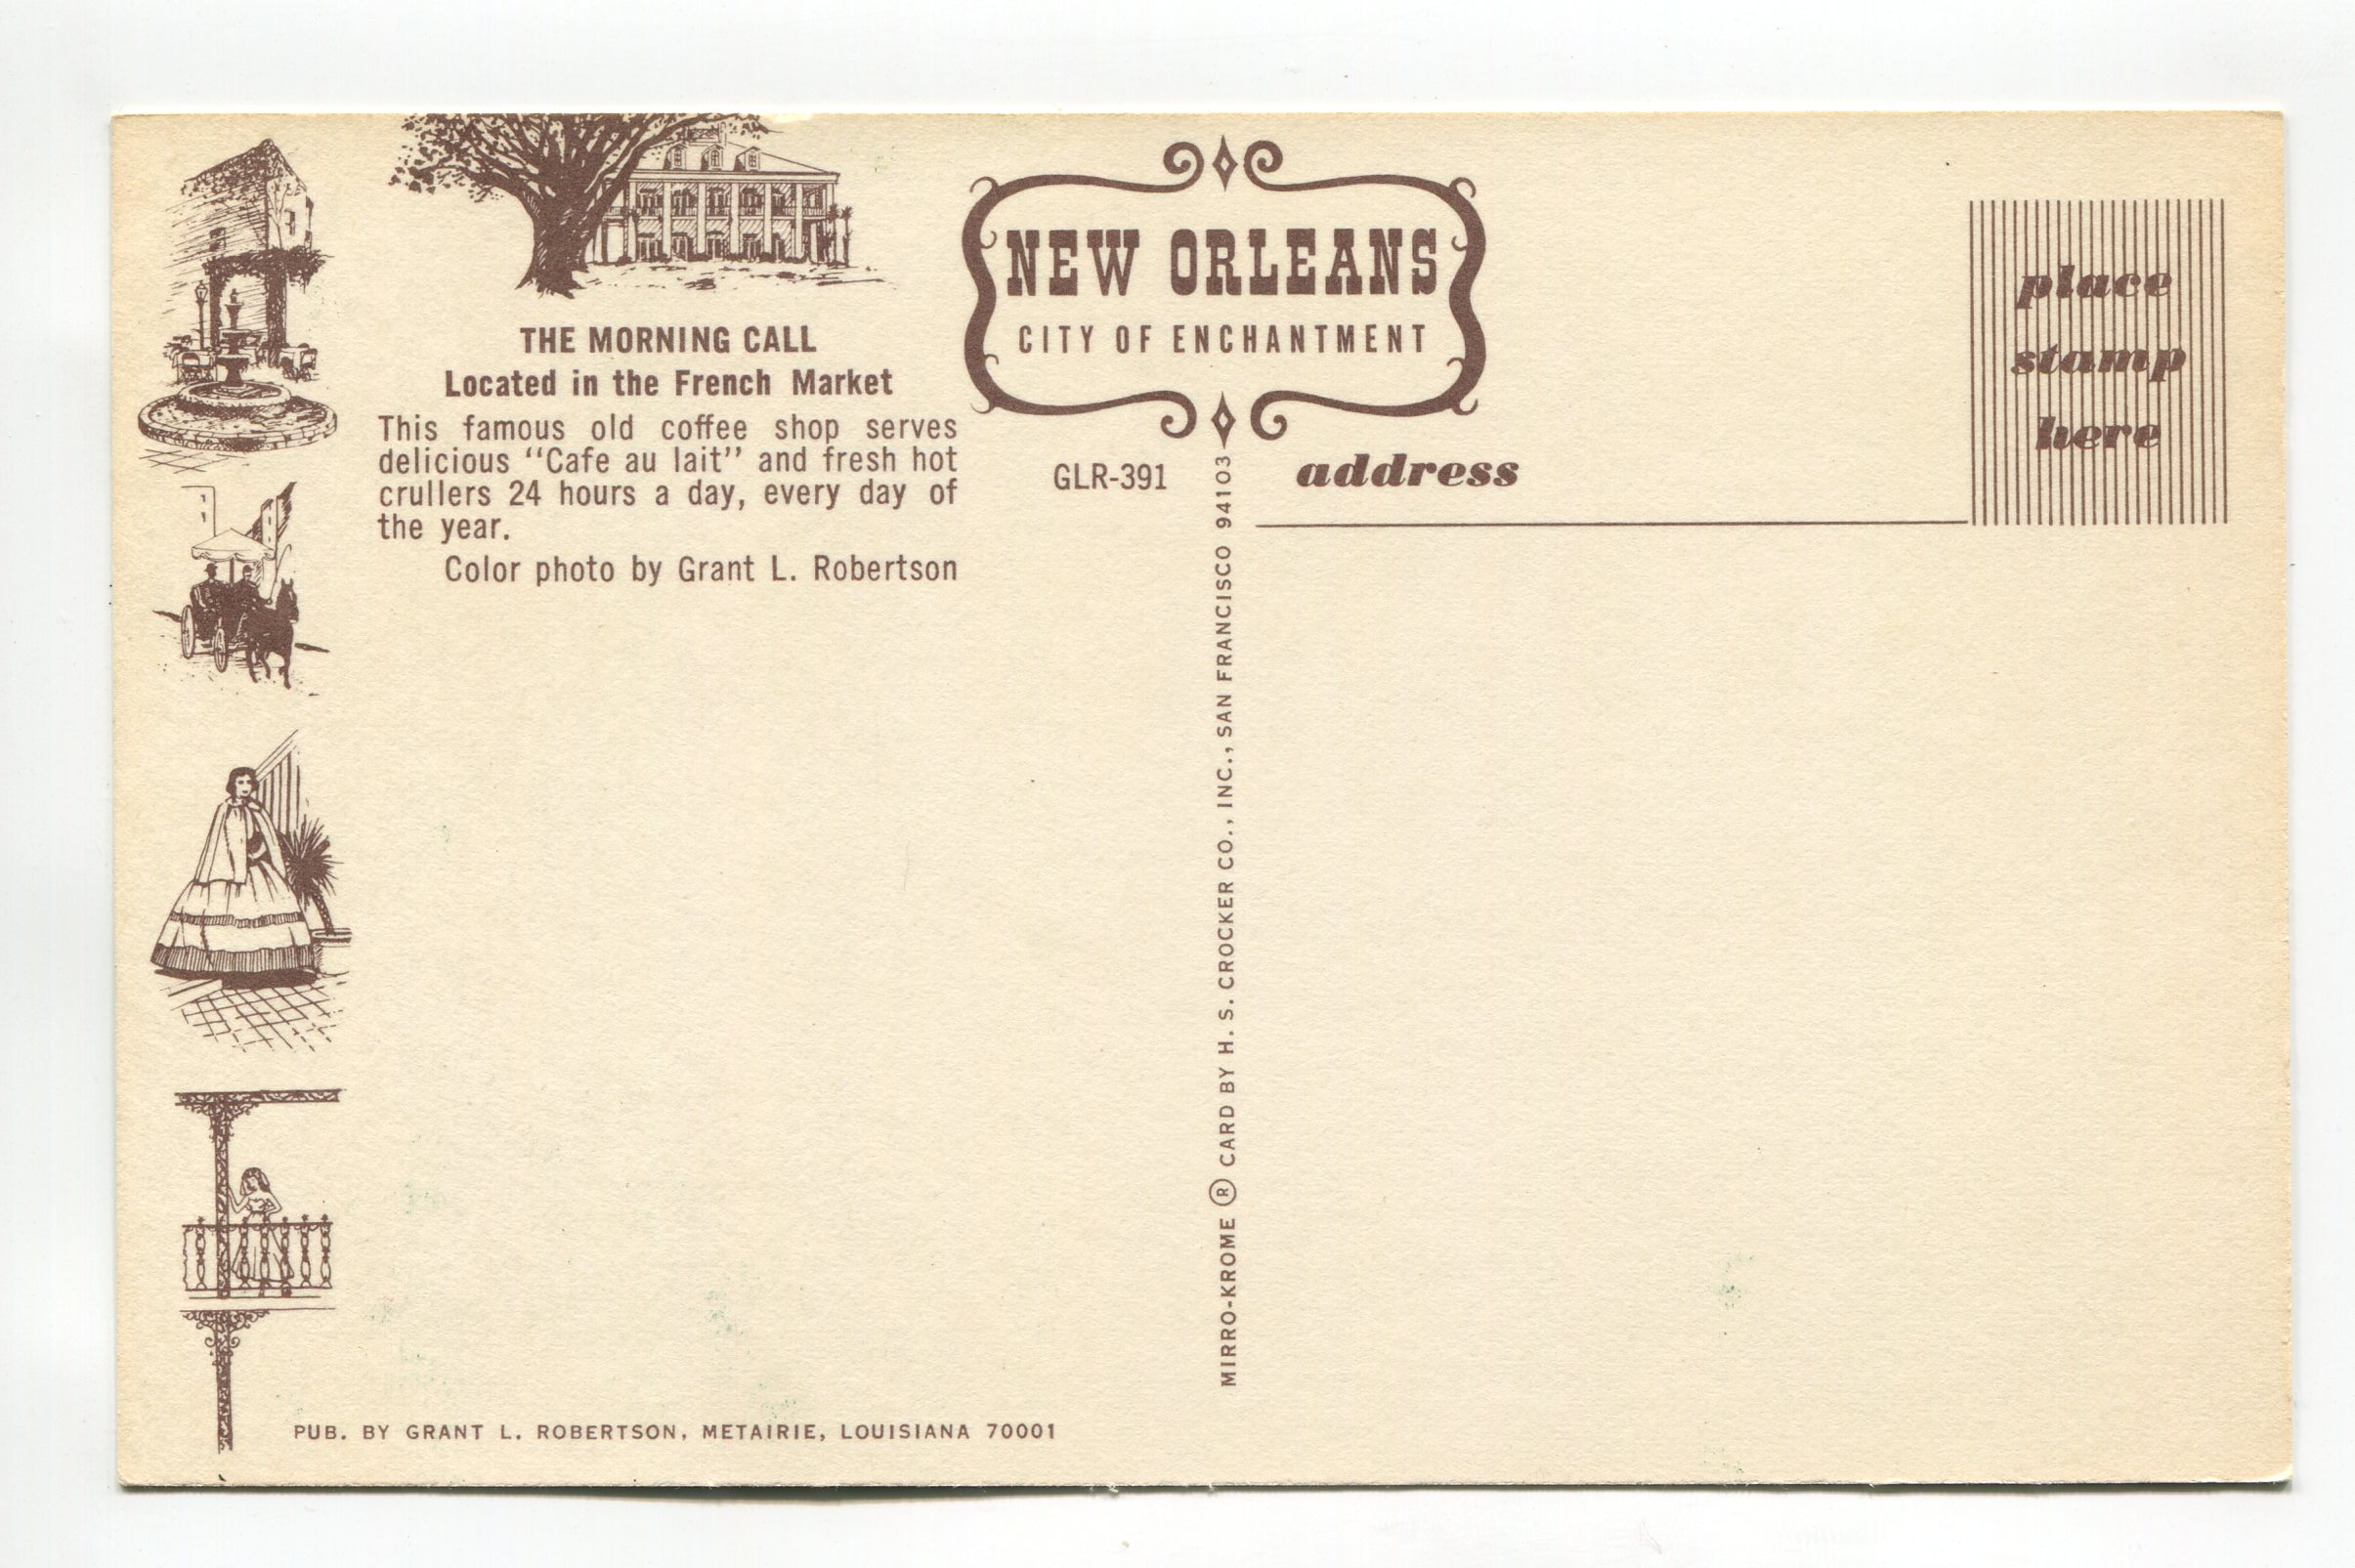 THE MORNING CALL
Located in the French Market
This famous old coffee shop serves
delicious “Cafe au lait” and fresh hot
crullers 24 hours a day, every day of
the year.
Color photo by Grant L. Robertson
NEW ORLEANS
CITY OF ENCHANTMENT
GLR-391
address
place
stamp
here
MIRRO-KROME ® CARD BY H. S. CROCKER CO., INC., SAN FRANCISCO 94103
PUB. BY GRANT L. ROBERTSON, METAIRIE, LOUISIANA 70001